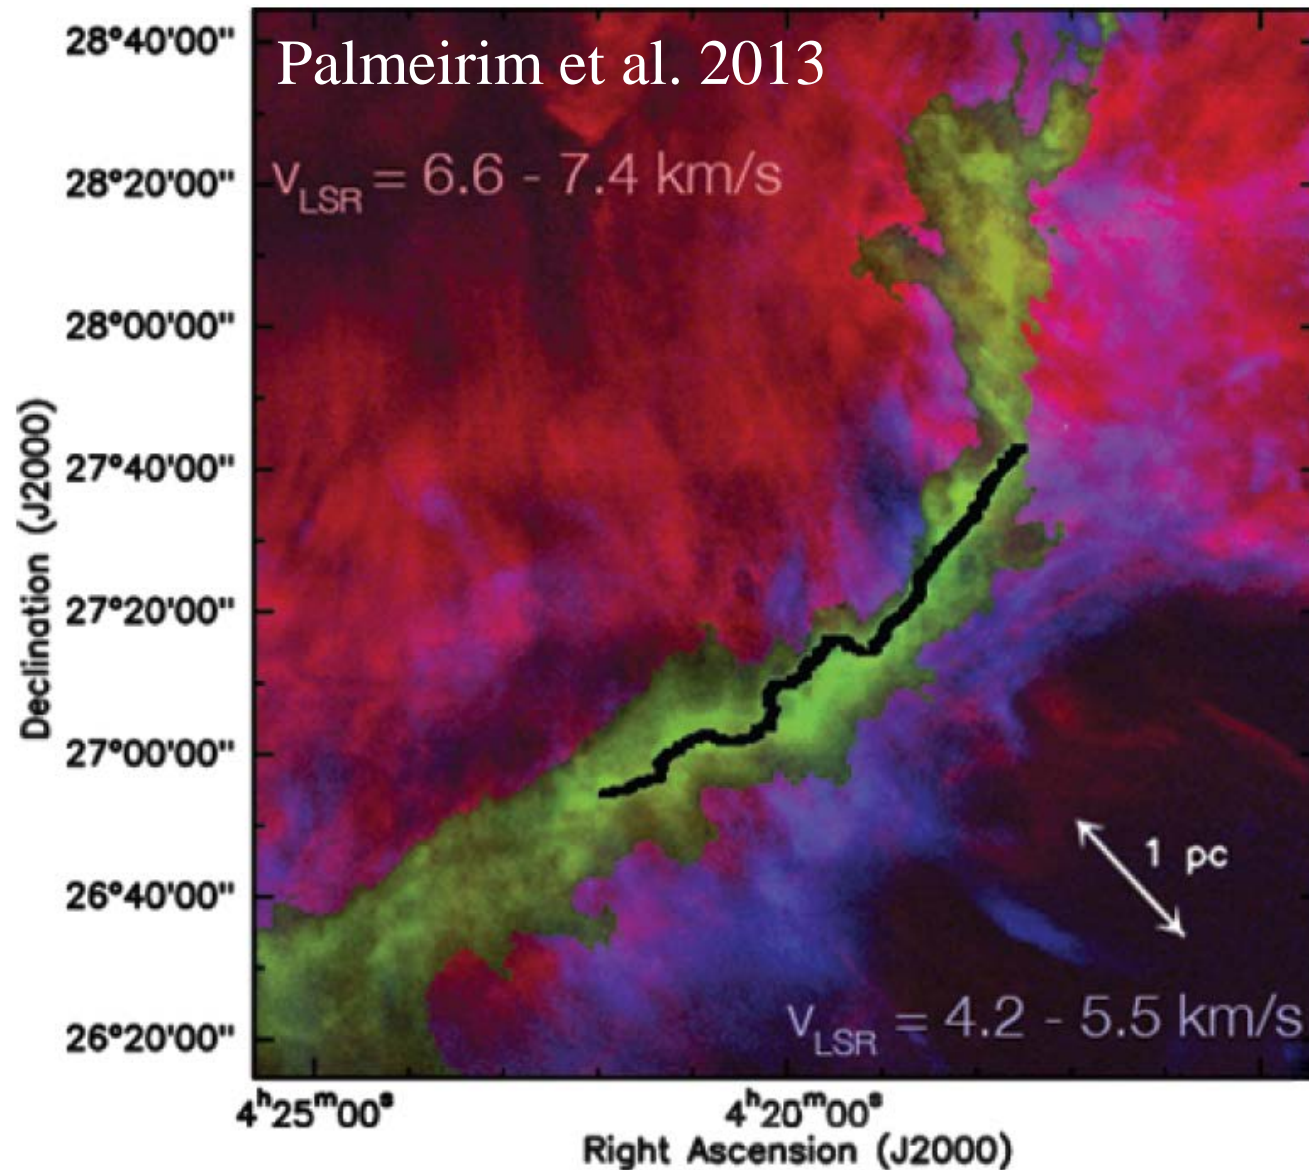 Palmeirim et al. 2013
V_LSR = 6.6 - 7.4 km/s
28°40'00"
28°20'00"
28°00'00"
27°40'00"
27°20'00"
27°00'00"
26°40'00"
26°20'00"
Declination (J2000)
1 pc
V_LSR = 4.2 - 5.5 km/s
4h25m00s
4h20m00s
Right Ascension (J2000)